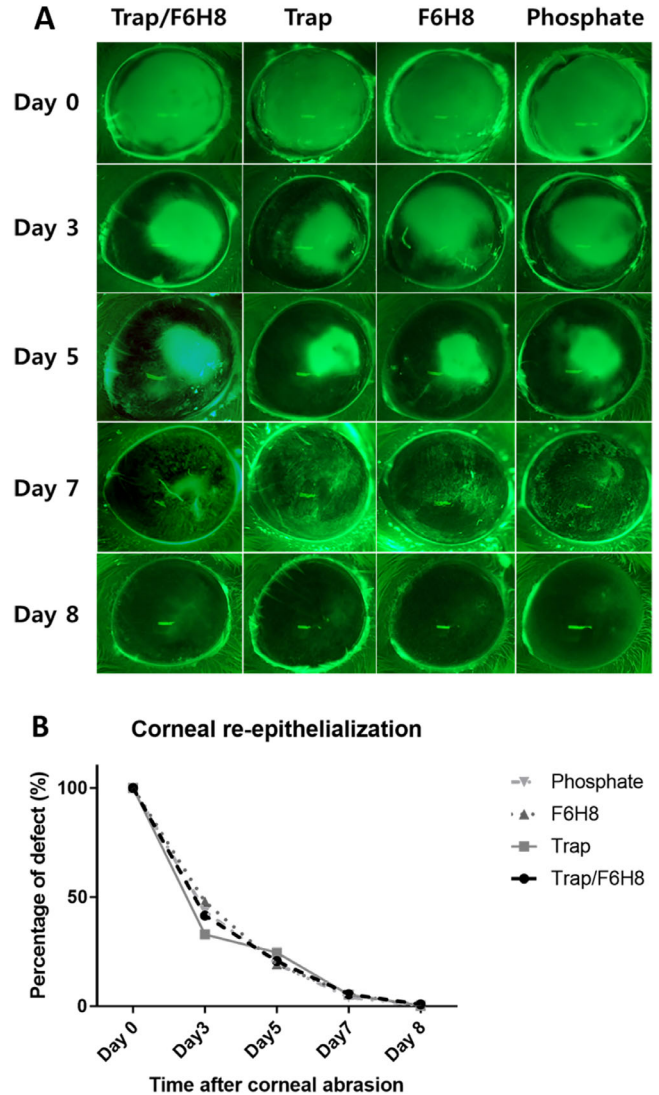 A
Trap/F6H8 Trap F6H8 Phosphate
Day 0
Day 3
Day 5
Day 7
Day 8
B Corneal re-epithelialization
Percentage of defect (%)
100
50
0
Day 0 Day3 Day5 Day7 Day 8
Time after corneal abrasion
Phosphate
F6H8
Trap
Trap/F6H8